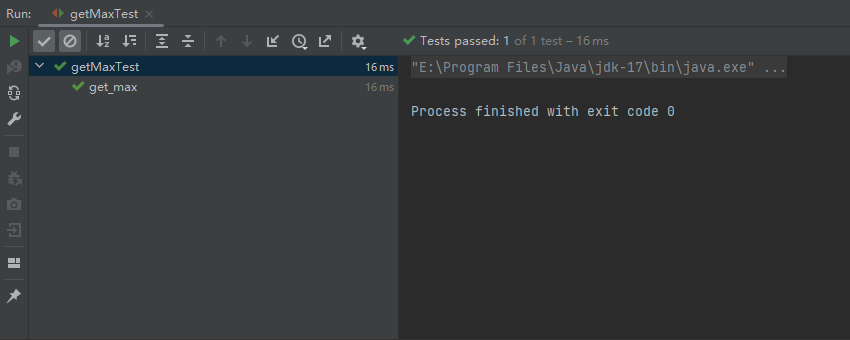 Run: getMaxTest
Tests passed: 1 of 1 test – 16 ms
getMaxTest 16 ms
get_max 16 ms
"E:\Program Files\Java\jdk-17\bin\java.exe" ...
Process finished with exit code 0